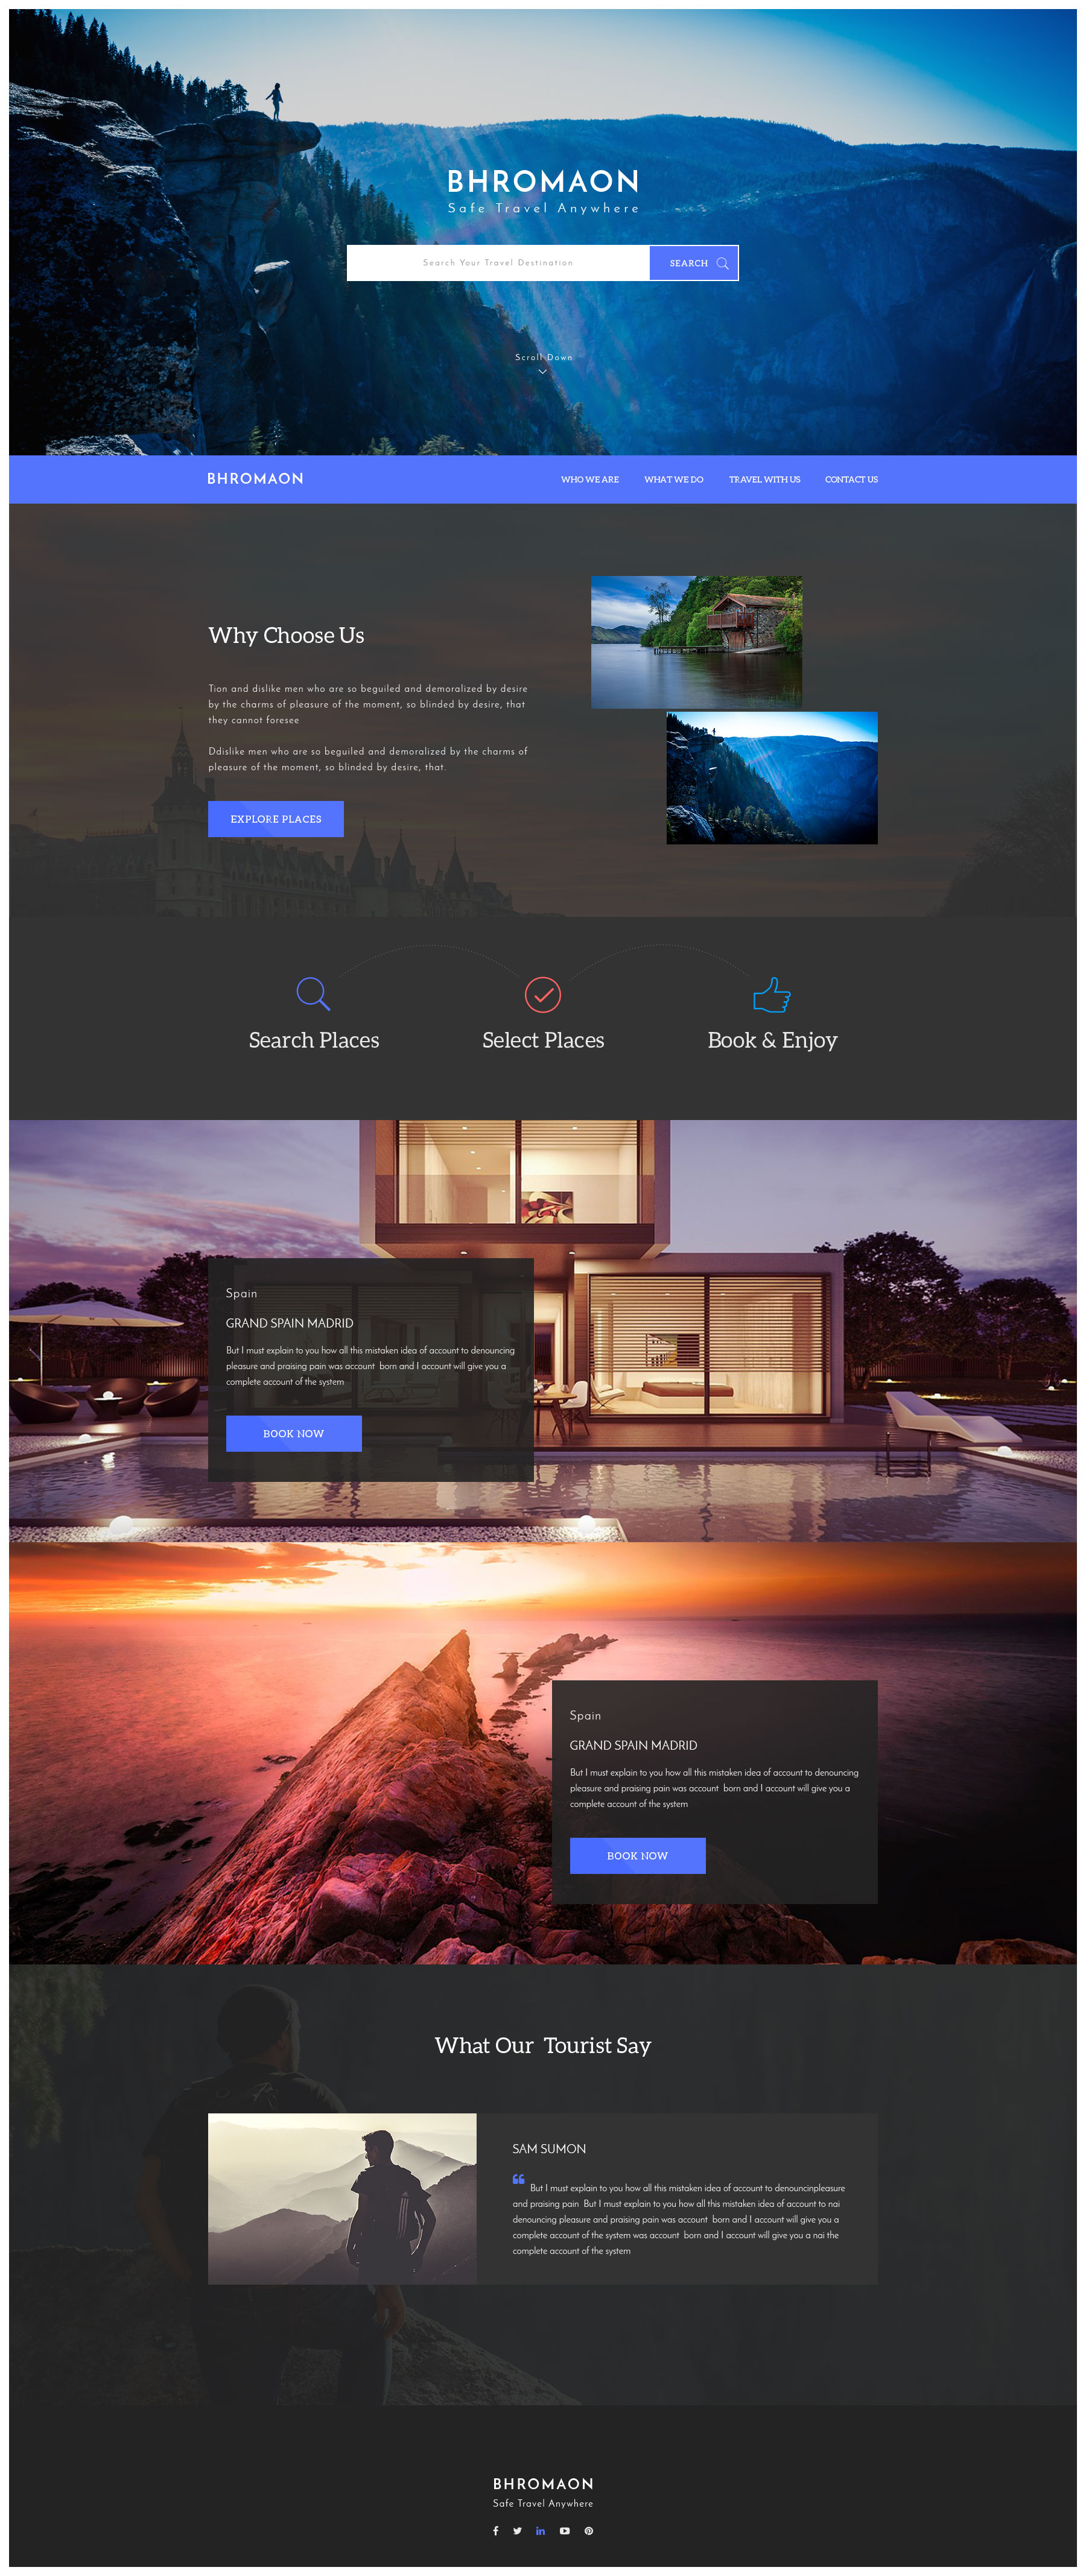 BHROMAON
Safe Travel Anywhere
Search Your Travel Destination
SEARCH
Scroll Down
BHROMAON
WHO WE ARE
WHAT WE DO
TRAVEL WITH US
CONTACT US
Why Choose Us
Tion and dislike men who are so beguiled and demoralized by desire
by the charms of pleasure of the moment, so blinded by desire, that
they cannot foresee
Ddislike men who are so beguiled and demoralized by the charms of
pleasure of the moment, so blinded by desire, that.
EXPLORE PLACES
Search Places
Select Places
Book & Enjoy
Spain
GRAND SPAIN MADRID
But I must explain to you how all this mistaken idea of account to denouncing
pleasure and praising pain was account born and I account will give you a
complete account of the system
BOOK NOW
Spain
GRAND SPAIN MADRID
But I must explain to you how all this mistaken idea of account to denouncing
pleasure and praising pain was account born and I account will give you a
complete account of the system
BOOK NOW
What Our Tourist Say
SAM SUMON
“ But I must explain to you how all this mistaken idea of account to denouncinpleasure
and praising pain But I must explain to you how all this mistaken idea of account to nai
denouncing pleasure and praising pain was account born and I account will give you a
complete account of the system was account born and I account will give you a nai the
complete account of the system
BHROMAON
Safe Travel Anywhere